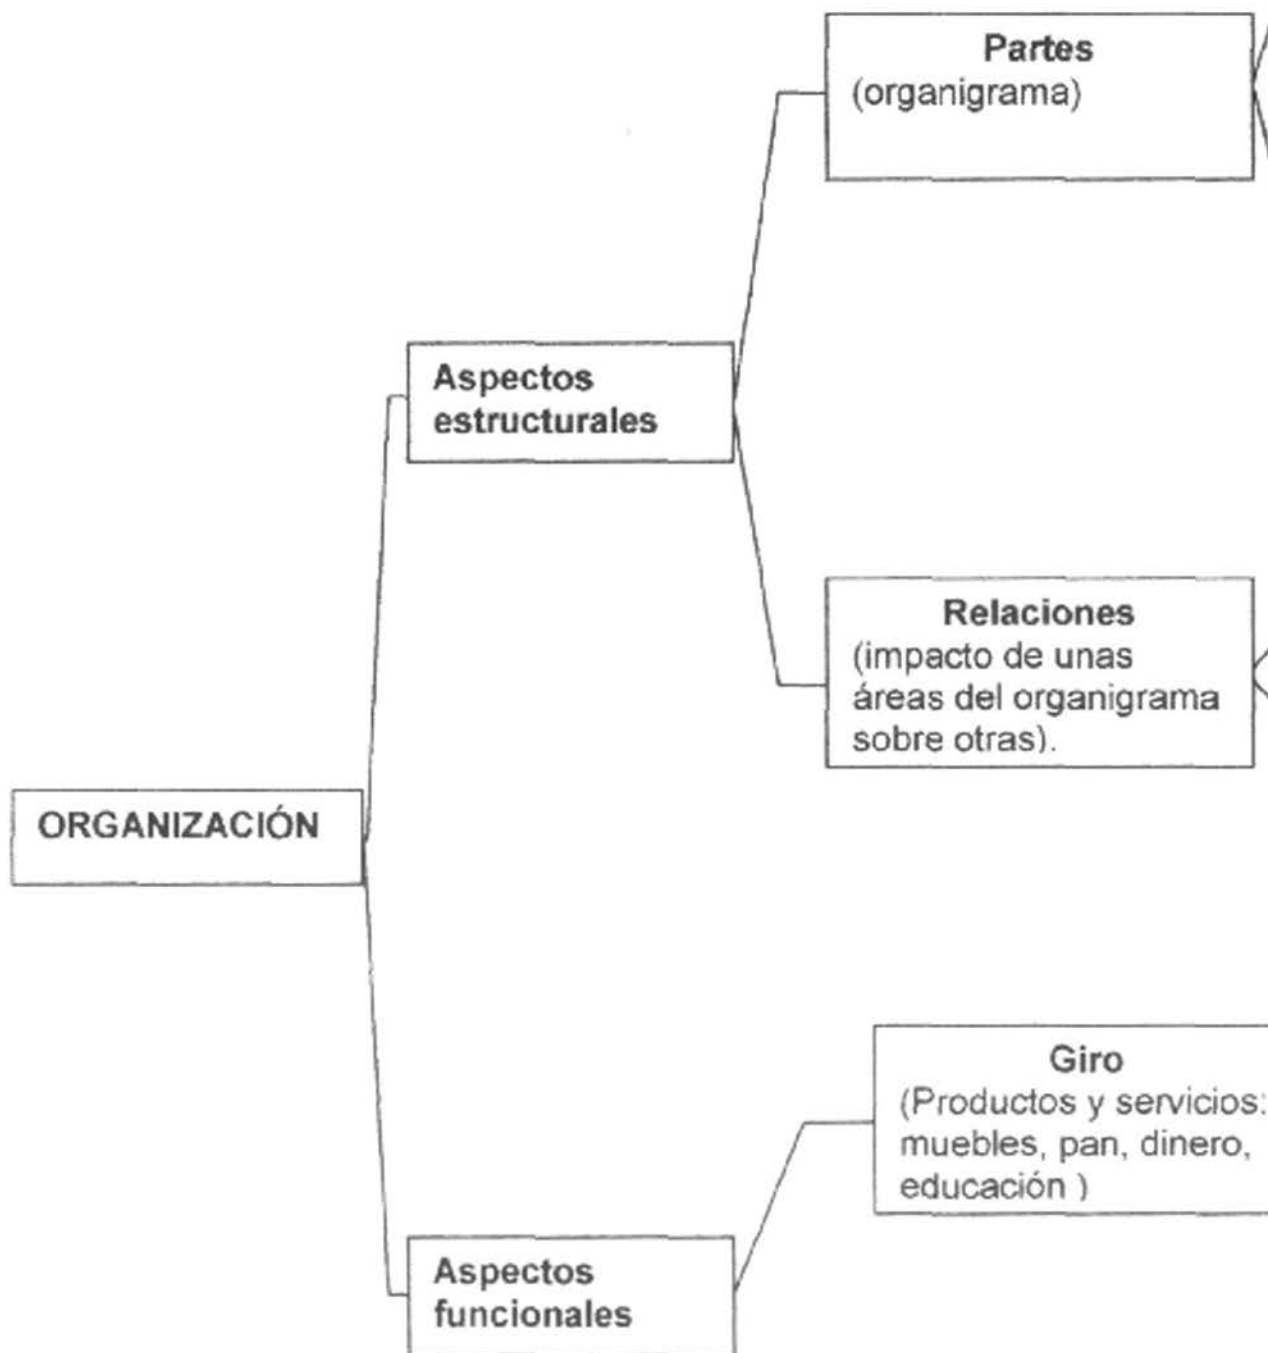 Partes
(organigrama)
Aspectos
estructurales
Relaciones
(impacto de unas
áreas del organigrama
sobre otras).
ORGANIZACIÓN
Giro
(Productos y servicios:
muebles, pan, dinero,
educación )
Aspectos
funcionales